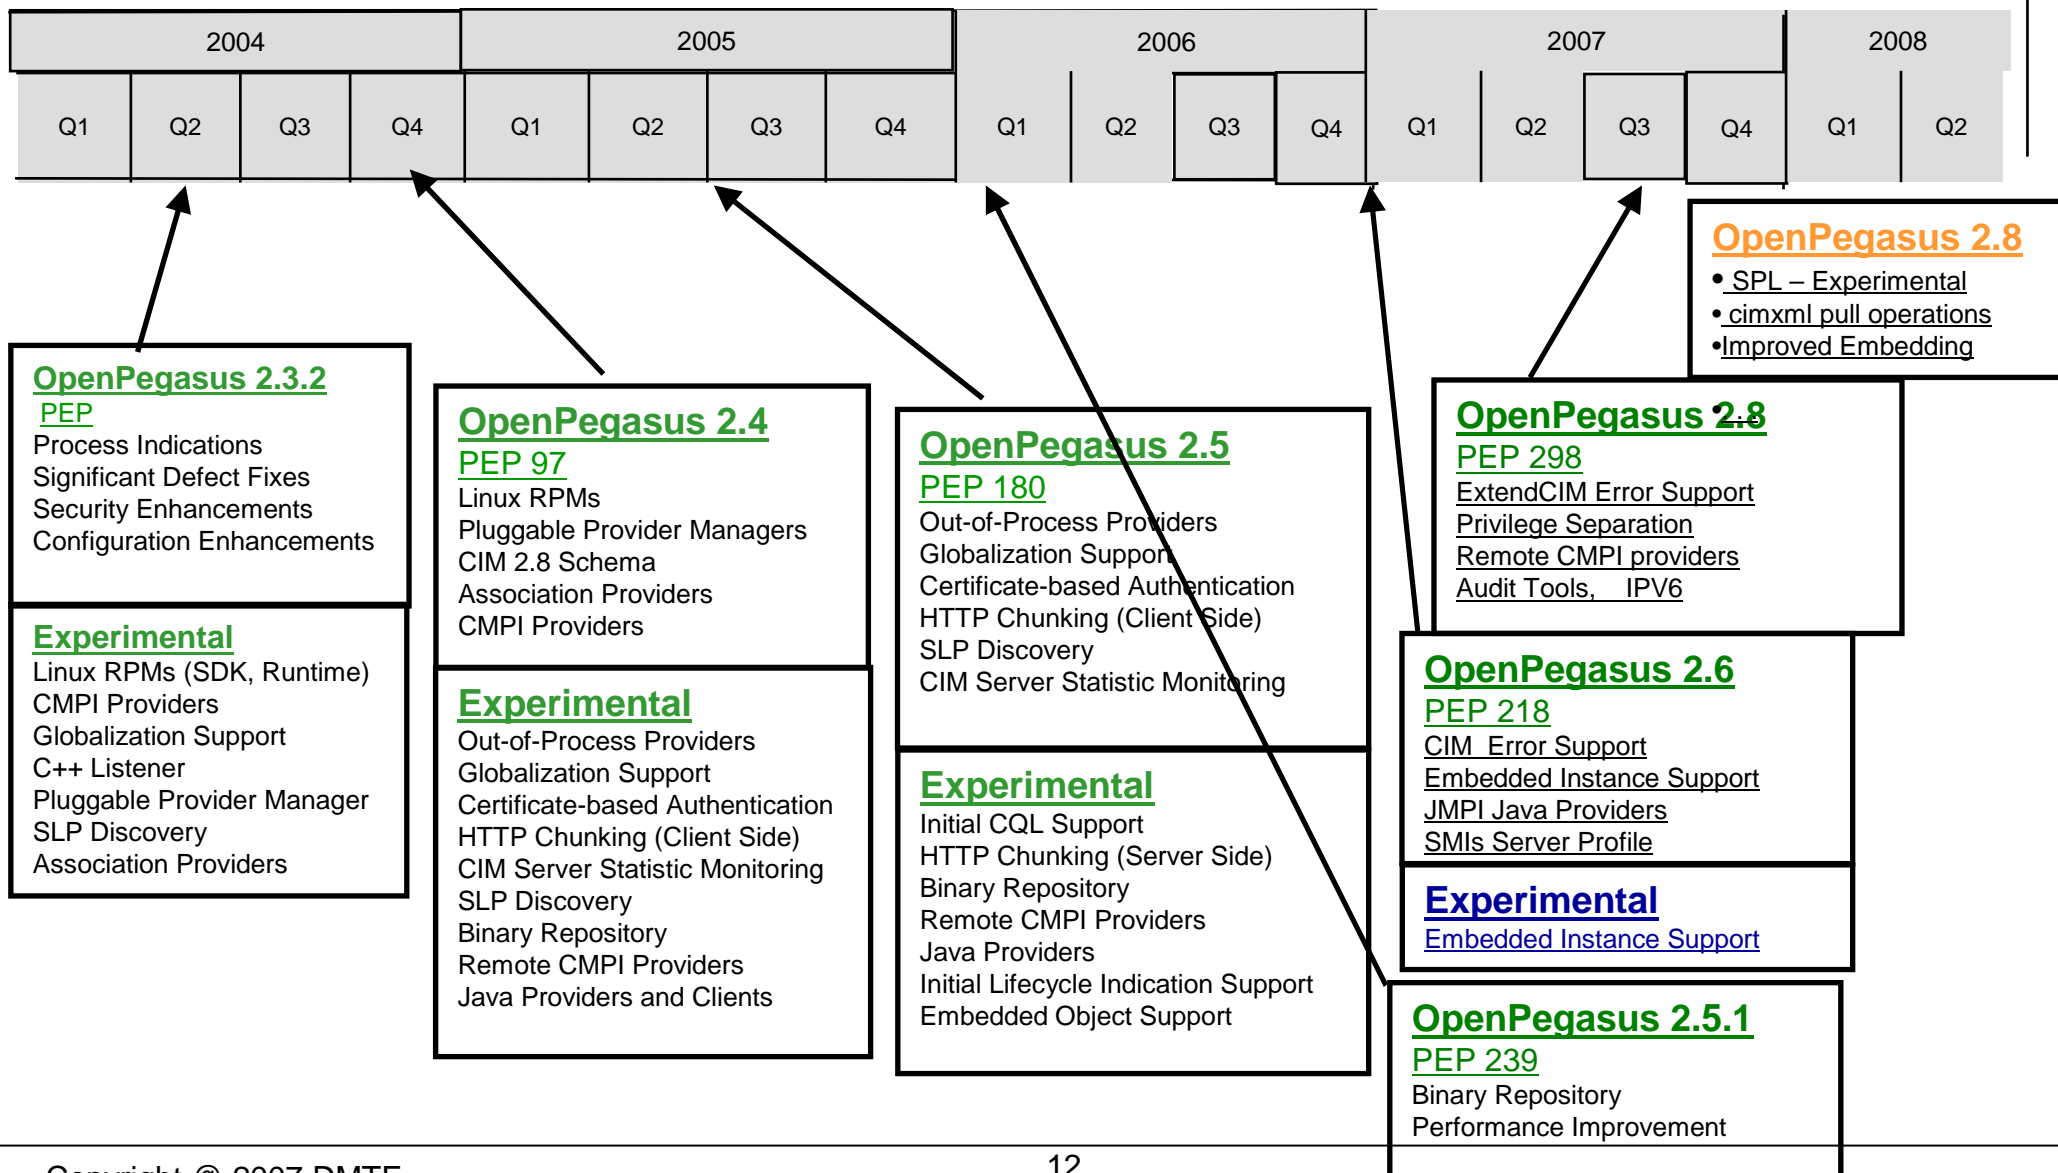 2004 2005 2006 2007 2008
Q1 Q2 Q3 Q4 Q1 Q2 Q3 Q4 Q1 Q2 Q3 Q4 Q1 Q2 Q3 Q4 Q1 Q2
OpenPegasus 2.3.2
PEP
Process Indications
Significant Defect Fixes
Security Enhancements
Configuration Enhancements
Experimental
Linux RPMs (SDK, Runtime)
CMPI Providers
Globalization Support
C++ Listener
Pluggable Provider Manager
SLP Discovery
Association Providers
OpenPegasus 2.4
PEP 97
Linux RPMs
Pluggable Provider Managers
CIM 2.8 Schema
Association Providers
CMPI Providers
Experimental
Out-of-Process Providers
Globalization Support
Certificate-based Authentication
HTTP Chunking (Client Side)
CIM Server Statistic Monitoring
SLP Discovery
Binary Repository
Remote CMPI Providers
Java Providers and Clients
OpenPegasus 2.5
PEP 180
Out-of-Process Providers
Globalization Support
Certificate-based Authentication
HTTP Chunking (Client Side)
SLP Discovery
CIM Server Statistic Monitoring
Experimental
Initial CQL Support
HTTP Chunking (Server Side)
Binary Repository
Remote CMPI Providers
Java Providers
Initial Lifecycle Indication Support
Embedded Object Support
OpenPegasus 2.8
• SPL – Experimental
• cimxml pull operations
•Improved Embedding
•…
OpenPegasus 2.8
PEP 298
ExtendCIM Error Support
Privilege Separation
Remote CMPI providers
Audit Tools, IPV6
OpenPegasus 2.6
PEP 218
CIM Error Support
Embedded Instance Support
JMPI Java Providers
SMIs Server Profile
Experimental
Embedded Instance Support
OpenPegasus 2.5.1
PEP 239
Binary Repository
Performance Improvement
Copyright @ 2007 DMTF
12